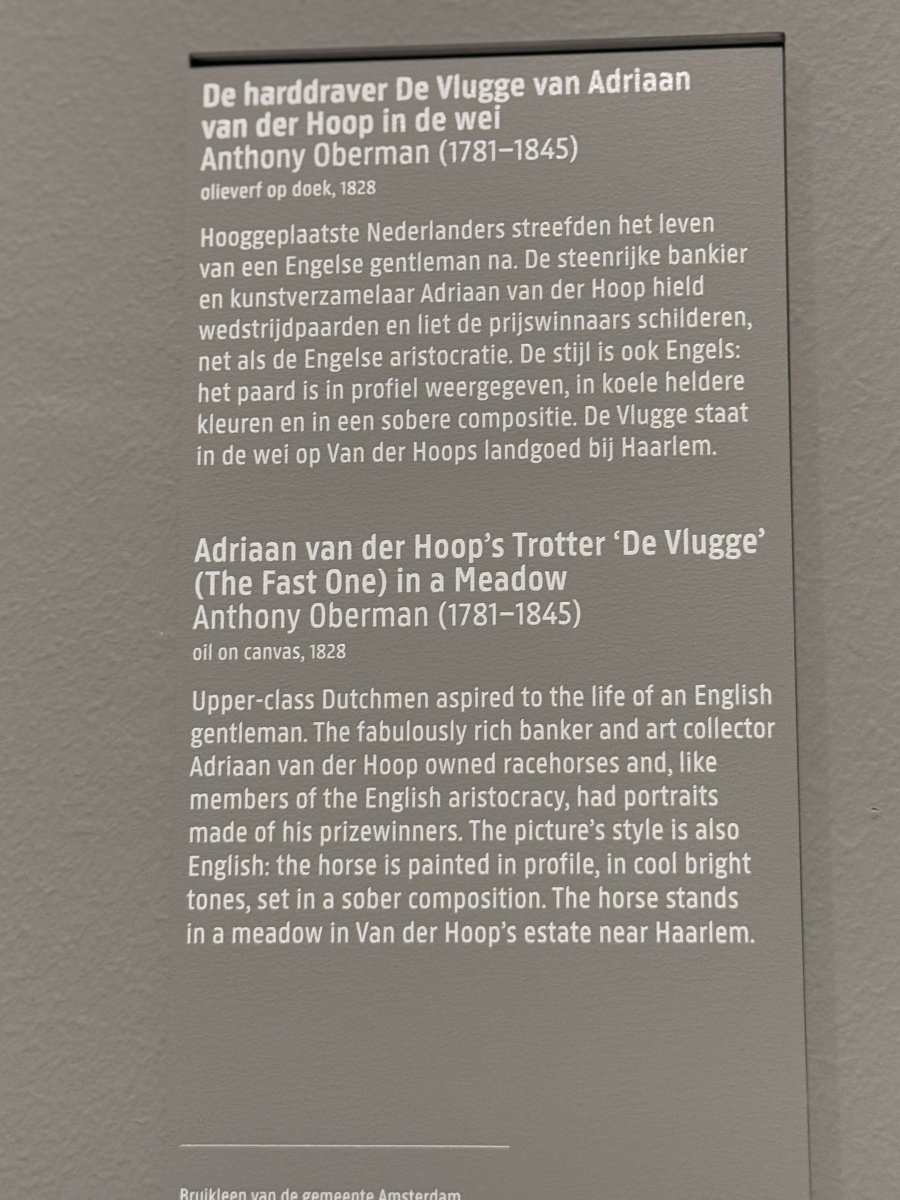 De harddraver De Vlugge van Adriaan
van der Hoop in de wei
Anthony Oberman (1781–1845)
olieverf op doek, 1828
Hooggeplaatste Nederlanders streefden het leven
van een Engelse gentleman na. De steenrijke bankier
en kunstverzamelaar Adriaan van der Hoop hield
wedstrijdpaarden en liet de prijswinnaars schilderen,
net als de Engelse aristocratie. De stijl is ook Engels:
het paard is in profiel weergegeven, in koele heldere
kleuren en in een sobere compositie. De Vlugge staat
in de wei op Van der Hoops landgoed bij Haarlem.
Adriaan van der Hoop’s Trotter ‘De Vlugge’
(The Fast One) in a Meadow
Anthony Oberman (1781–1845)
oil on canvas, 1828
Upper-class Dutchmen aspired to the life of an English
gentleman. The fabulously rich banker and art collector
Adriaan van der Hoop owned racehorses and, like
members of the English aristocracy, had portraits
made of his prizewinners. The picture’s style is also
English: the horse is painted in profile, in cool bright
tones, set in a sober composition. The horse stands
in a meadow in Van der Hoop’s estate near Haarlem.
Bruikleen van de gemeente Amsterdam